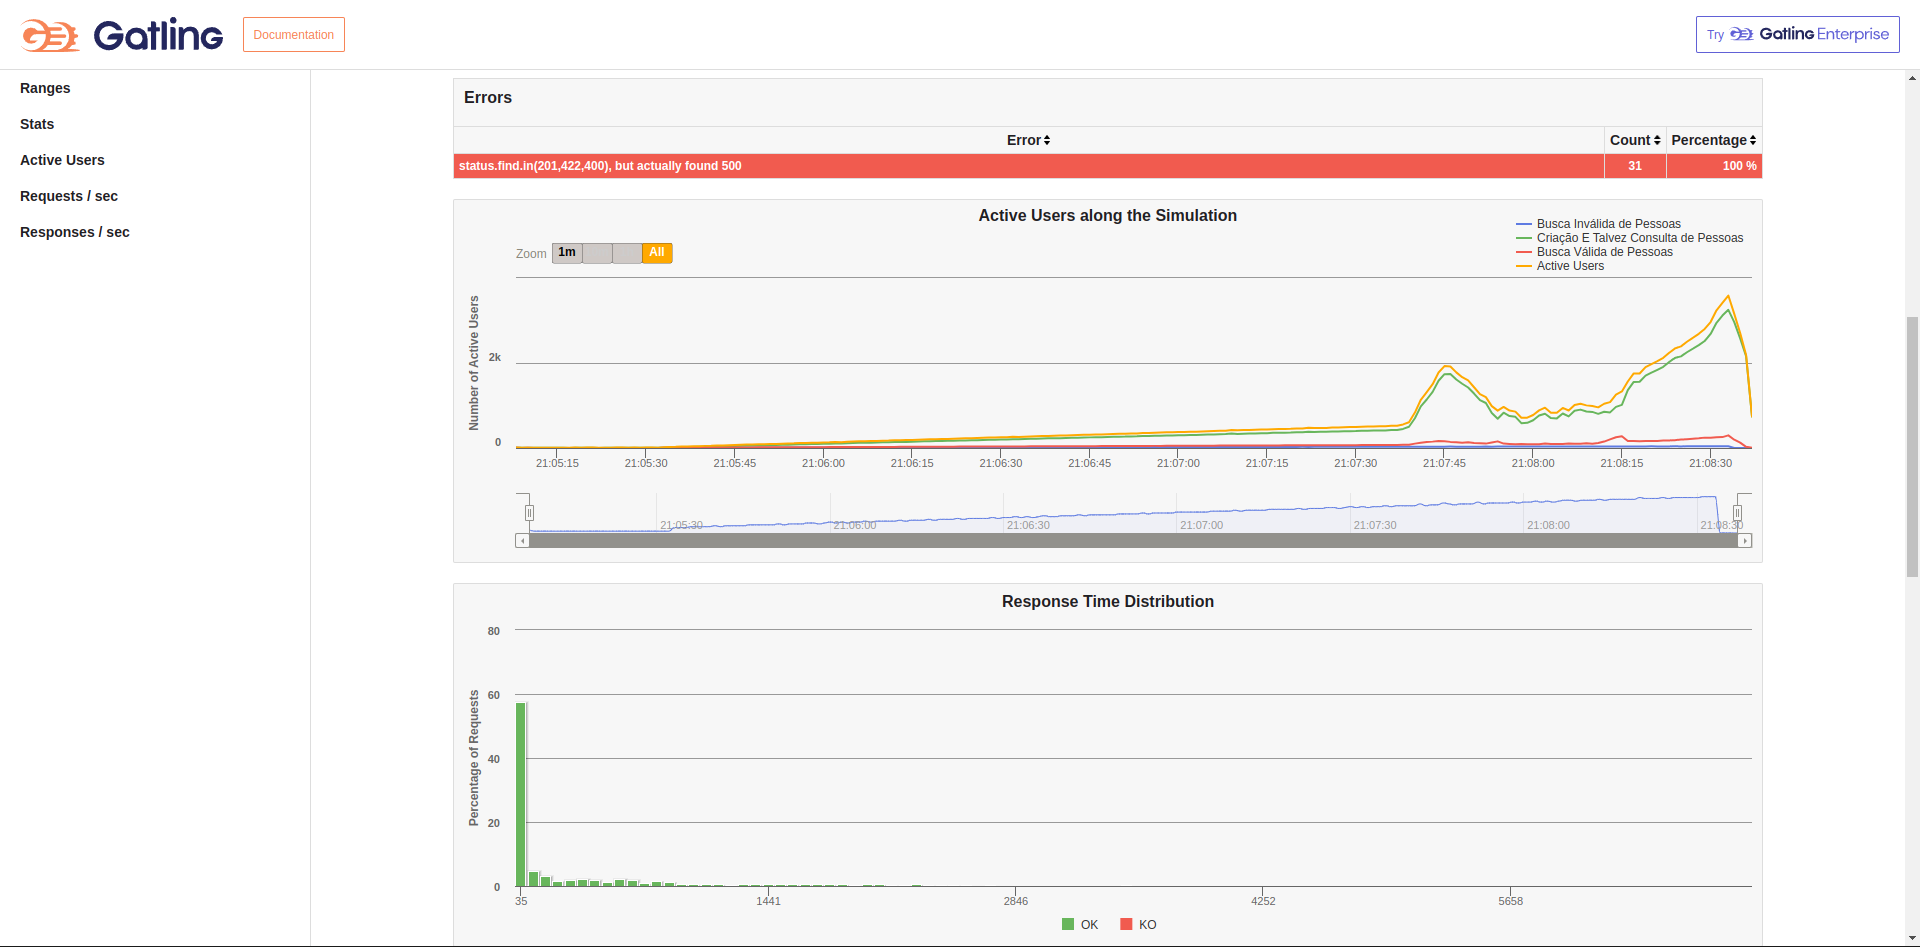 Gatling
Documentation
Try Gatling Enterprise
Ranges
Stats
Active Users
Requests / sec
Responses / sec
Errors
Error Count Percentage
status.find.in(201,422,400), but actually found 500 31 100 %
Active Users along the Simulation
Busca Inválida de Pessoas
Criação E Talvez Consulta de Pessoas
Busca Válida de Pessoas
Active Users
Zoom 1m All
Number of Active Users
2k
0
21:05:15 21:05:30 21:05:45 21:06:00 21:06:15 21:06:30 21:06:45 21:07:00 21:07:15 21:07:30 21:07:45 21:08:00 21:08:15 21:08:30
21:05:30 21:06:00 21:06:30 21:07:00 21:07:30 21:08:00 21:08:30
Response Time Distribution
Percentage of Requests
80
60
40
20
0
35 1441 2846 4252 5658
OK KO